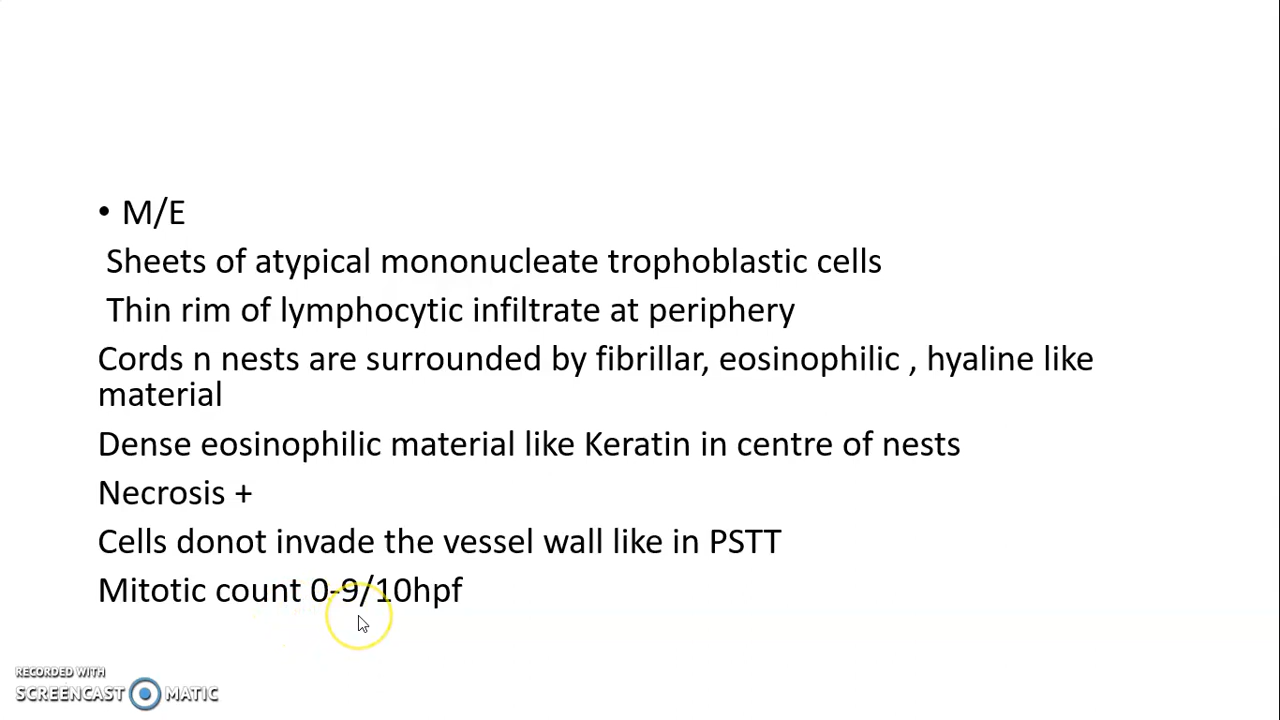 • M/E
Sheets of atypical mononucleate trophoblastic cells
Thin rim of lymphocytic infiltrate at periphery
Cords n nests are surrounded by fibrillar, eosinophilic , hyaline like
material
Dense eosinophilic material like Keratin in centre of nests
Necrosis +
Cells donot invade the vessel wall like in PSTT
Mitotic count 0-9/10hpf
RECORDED WITH
SCREENCAST MATIC